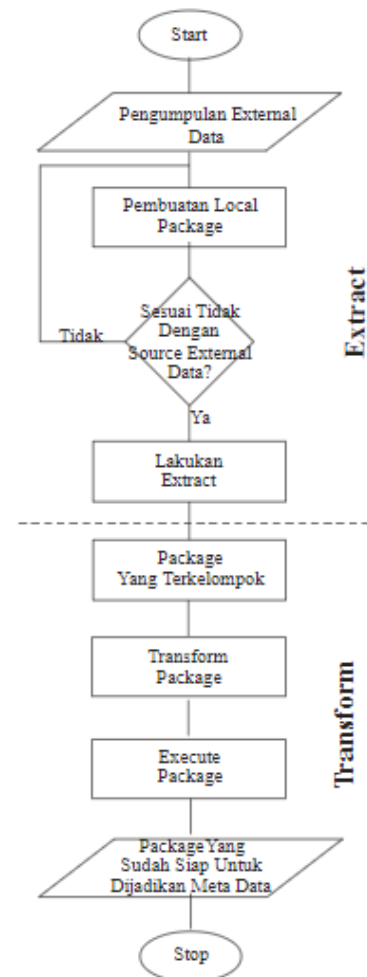 Start
Pengumpulan External
Data
Pembuatan Local
Package
Sesuai Tidak
Dengan
Source External
Data?
Tidak
Ya
Lakukan
Extract
Extract
Package
Yang Terkelompok
Transform
Package
Execute
Package
Transform
Package Yang
Sudah Siap Untuk
Dijadikan Meta Data
Stop